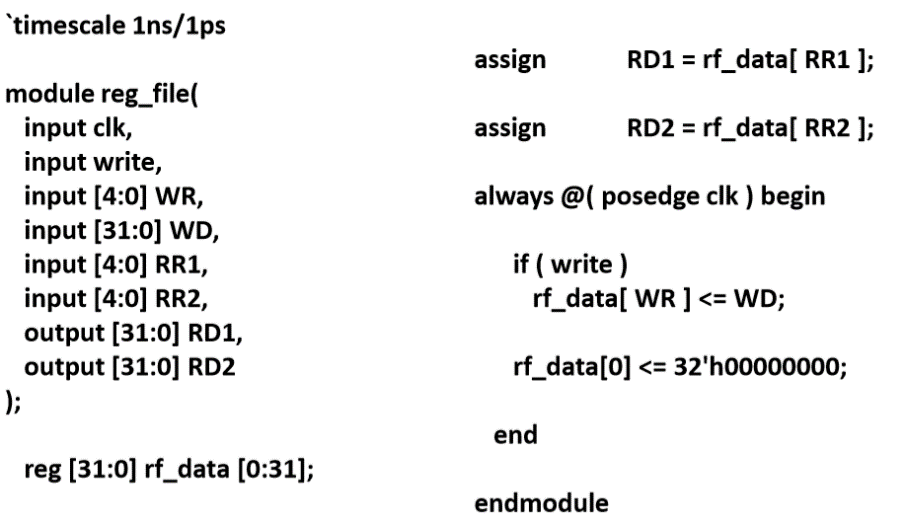 `timescale 1ns/1ps
module reg_file(
input clk,
input write,
input [4:0] WR,
input [31:0] WD,
input [4:0] RR1,
input [4:0] RR2,
output [31:0] RD1,
output [31:0] RD2
);
reg [31:0] rf_data [0:31];
assign RD1 = rf_data[ RR1 ];
assign RD2 = rf_data[ RR2 ];
always @( posedge clk ) begin
if ( write )
rf_data[ WR ] <= WD;
rf_data[0] <= 32'h00000000;
end
endmodule